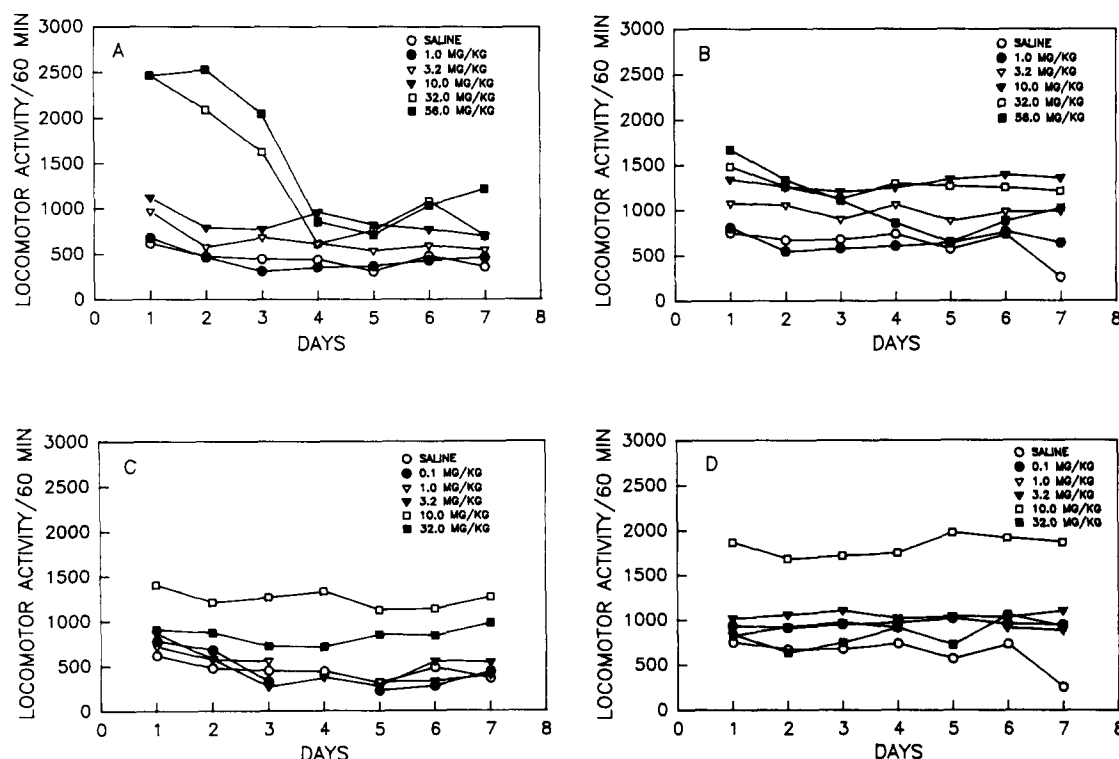 A
SALINE
1.0 MG/KG
3.2 MG/KG
10.0 MG/KG
32.0 MG/KG
56.0 MG/KG
LOCOMOTOR ACTIVITY/60 MIN
3000
2500
2000
1500
1000
500
0
0 1 2 3 4 5 6 7 8
DAYS
B
SALINE
1.0 MG/KG
3.2 MG/KG
10.0 MG/KG
32.0 MG/KG
56.0 MG/KG
LOCOMOTOR ACTIVITY/60 MIN
3000
2500
2000
1500
1000
500
0
0 1 2 3 4 5 6 7 8
DAYS
C
SALINE
0.1 MG/KG
1.0 MG/KG
3.2 MG/KG
10.0 MG/KG
32.0 MG/KG
LOCOMOTOR ACTIVITY/60 MIN
3000
2500
2000
1500
1000
500
0
0 1 2 3 4 5 6 7 8
DAYS
D
SALINE
0.1 MG/KG
1.0 MG/KG
3.2 MG/KG
10.0 MG/KG
32.0 MG/KG
LOCOMOTOR ACTIVITY/60 MIN
3000
2500
2000
1500
1000
500
0
0 1 2 3 4 5 6 7 8
DAYS